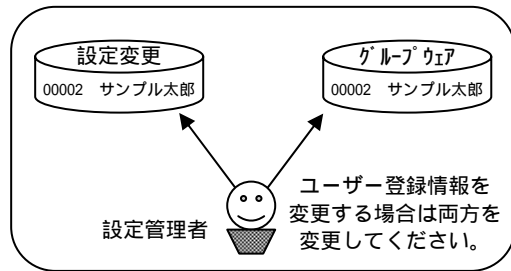 設定変更
00002 サンプル太郎
グループウェア
00002 サンプル太郎
設定管理者
ユーザー登録情報を
変更する場合は両方を
変更してください。